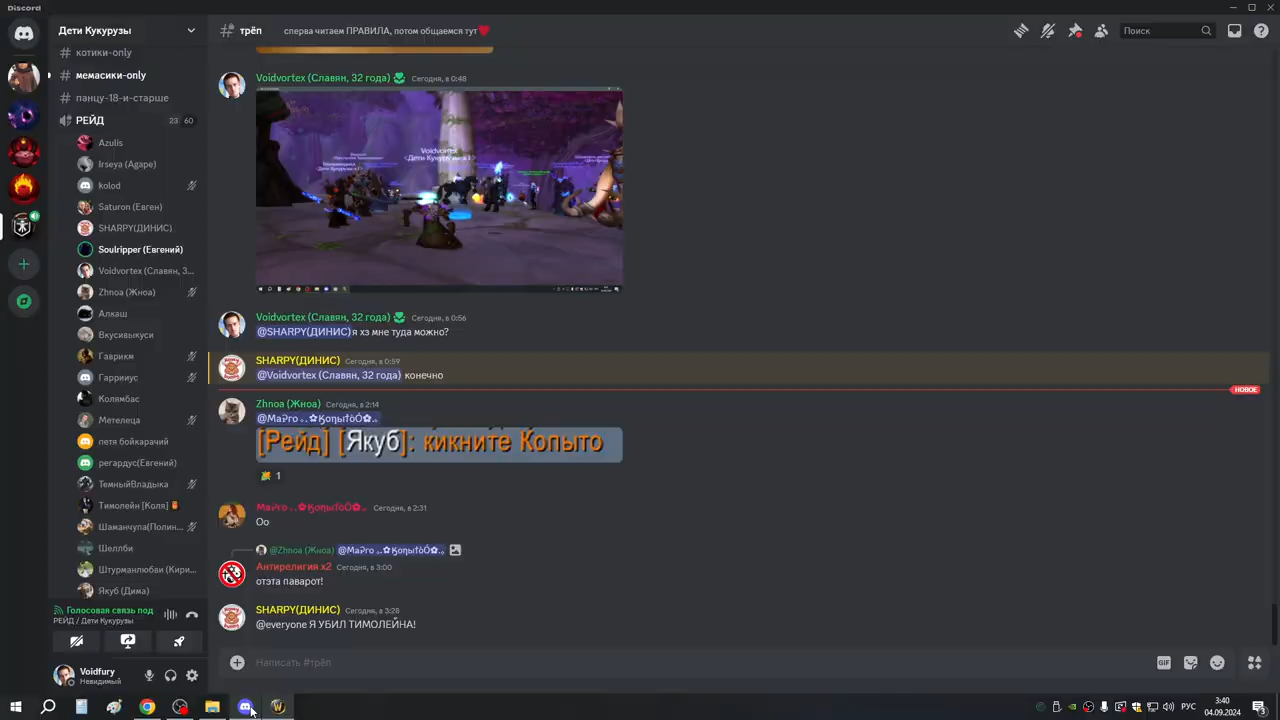 Discord
Дети Кукурузы
# трёп
сперва читаем ПРАВИЛА, потом общаемся тут
Поиск
# котики-only
# мемасики-only
# панцу-18-и-старше
РЕЙД 23 60
Azulis
Irseya (Agape)
kolod
Saturon (Евген)
SHARPY(ДИНИС)
Soulripper (Евгений)
Voidvortex (Славян, 3...
Zhnoa (Жноа)
Алкаш
Вкусивыкуси
Гаврикм
Гарриius
Колямбас
Метелеца
петя бойкарачий
регардус(Евгений)
ТемныйВладыка
Тимолейн [Коля]
Шаманчупа(Полин...
Шеллби
Штурманлюбви (Кири...
Якуб (Дима)
Голосовая связь под
РЕЙД / Дети Кукурузы
Voidfury
Невидимый
Voidvortex (Славян, 32 года) Сегодня, в 0:48
Voidvortex
<Дети Кукурузы x1>
Voidvortex (Славян, 32 года) Сегодня, в 0:56
@SHARPY(ДИНИС) я хз мне туда можно?
SHARPY(ДИНИС) Сегодня, в 0:59
@Voidvortex (Славян, 32 года) конечно
НОВОЕ
Zhnoa (Жноа) Сегодня, в 2:14
[Рейд] [Якуб]: кикните Копыто
1
Сегодня, в 2:31
Оо
@Zhnoa (Жноа)
Антирелигия x2 Сегодня, в 3:00
отэта паварот!
SHARPY(ДИНИС) Сегодня, в 3:28
@everyone Я УБИЛ ТИМОЛЕЙНА!
Написать #трёп
GIF
РУС
3:40
04.09.2024